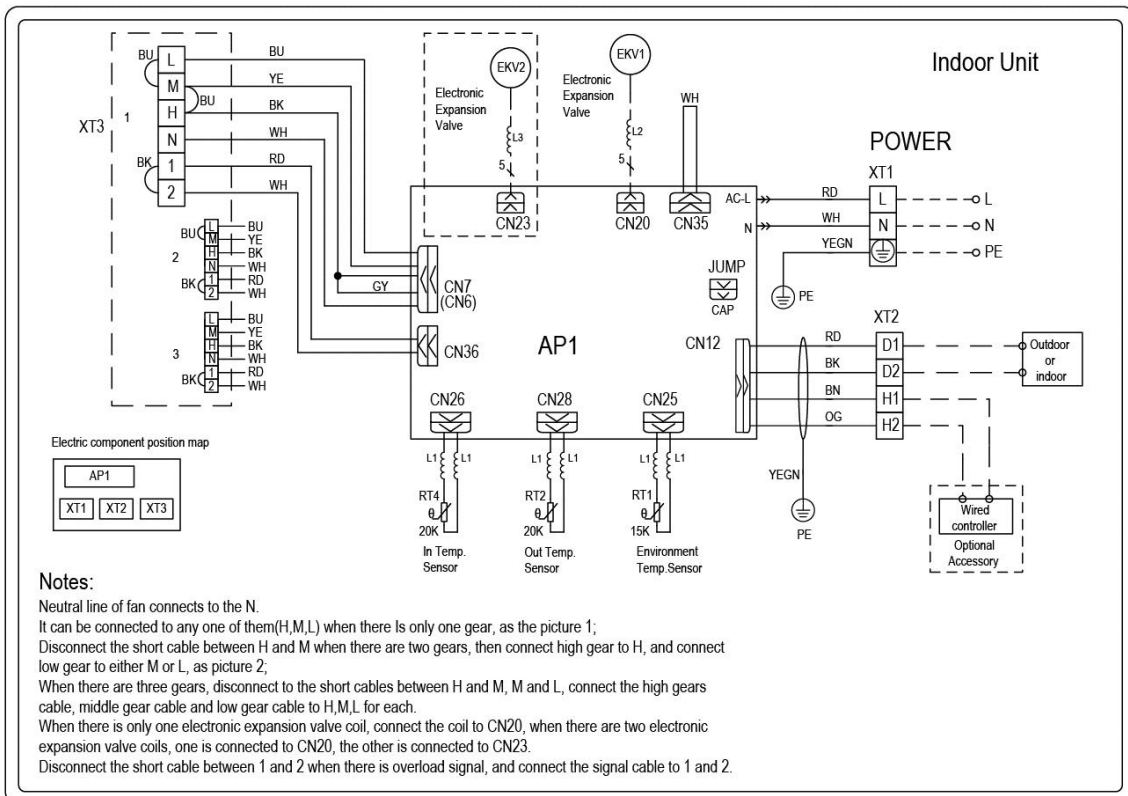 Indoor Unit
POWER
XT3
1
BU
BU
BK
L
M
H
N
1
2
BU
YE
BK
WH
RD
WH
2
BU
BK
L
M
H
N
1
2
BU
YE
BK
WH
RD
WH
3
BK
L
M
H
N
1
2
BU
YE
BK
WH
RD
WH
EKV2
Electronic
Expansion
Valve
L3
5
CN23
EKV1
Electronic
Expansion
Valve
L2
5
CN20
WH
CN35
GY
CN7
(CN6)
CN36
AP1
JUMP
CAP
AC-L
N
RD
WH
YEGN
PE
XT1
L
N
L
N
PE
CN12
RD
BK
BN
OG
XT2
D1
D2
H1
H2
YEGN
PE
Outdoor
or
indoor
Wired
controller
Optional
Accessory
CN26
L1 L1
RT4
θ
20K
In Temp.
Sensor
CN28
L1 L1
RT2
θ
20K
Out Temp.
Sensor
CN25
L1 L1
RT1
θ
15K
Environment
Temp.Sensor
Electric component position map
AP1
XT1 XT2 XT3
Notes:
Neutral line of fan connects to the N.
It can be connected to any one of them(H,M,L) when there Is only one gear, as the picture 1;
Disconnect the short cable between H and M when there are two gears, then connect high gear to H, and connect
low gear to either M or L, as picture 2;
When there are three gears, disconnect to the short cables between H and M, M and L, connect the high gears
cable, middle gear cable and low gear cable to H,M,L for each.
When there is only one electronic expansion valve coil, connect the coil to CN20, when there are two electronic
expansion valve coils, one is connected to CN20, the other is connected to CN23.
Disconnect the short cable between 1 and 2 when there is overload signal, and connect the signal cable to 1 and 2.